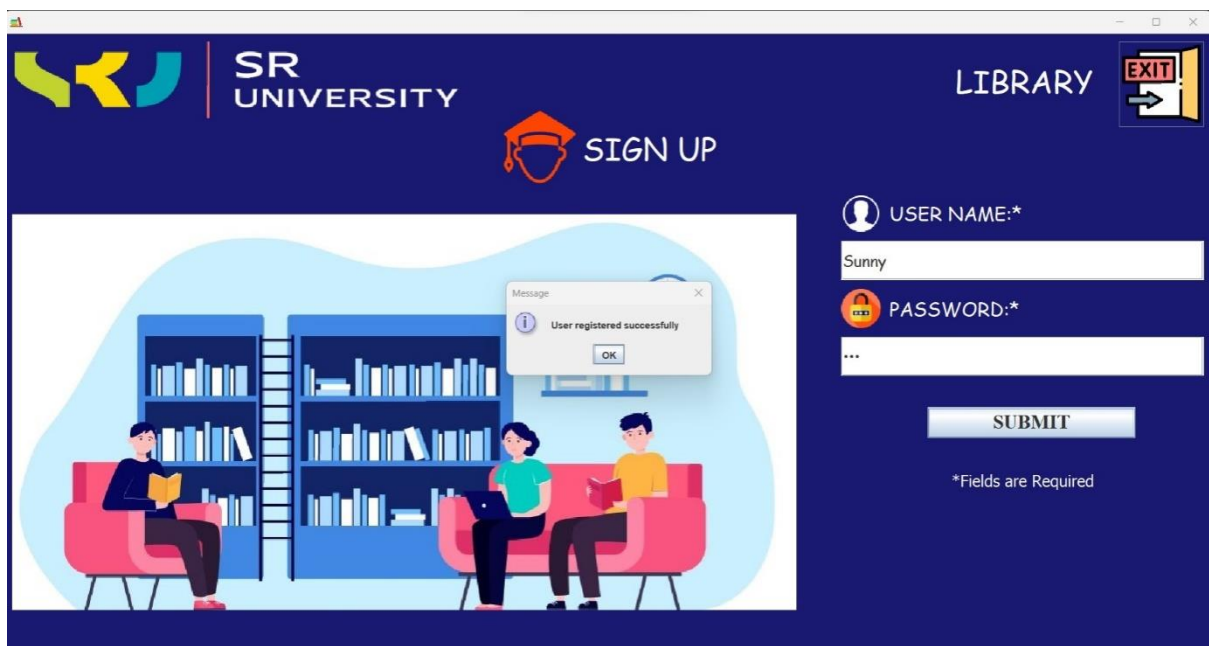 SR
UNIVERSITY
LIBRARY
EXIT
SIGN UP
USER NAME:*
Sunny
Message
User registered successfully
OK
PASSWORD:*
•••
SUBMIT
*Fields are Required